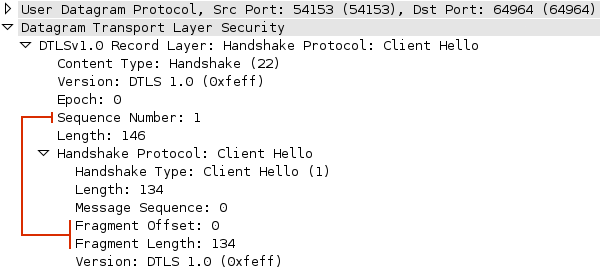 User Datagram Protocol, Src Port: 54153 (54153), Dst Port: 64964 (64964)
Datagram Transport Layer Security
DTLSv1.0 Record Layer: Handshake Protocol: Client Hello
Content Type: Handshake (22)
Version: DTLS 1.0 (0xfeff)
Epoch: 0
Sequence Number: 1
Length: 146
Handshake Protocol: Client Hello
Handshake Type: Client Hello (1)
Length: 134
Message Sequence: 0
Fragment Offset: 0
Fragment Length: 134
Version: DTLS 1.0 (0xfeff)